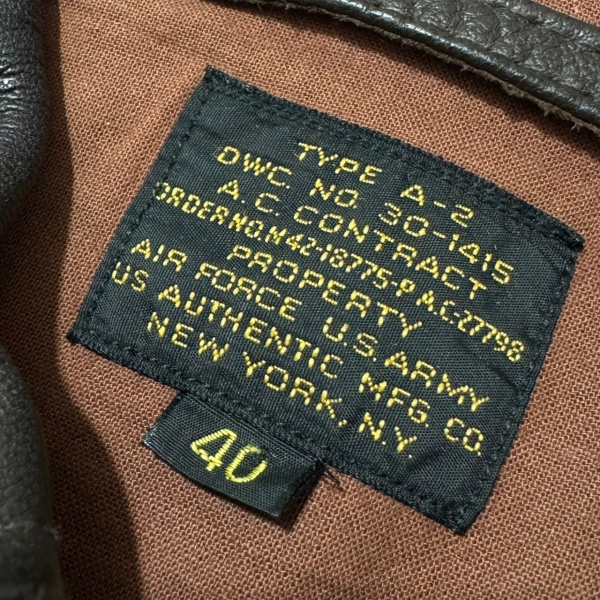 TYPE A-2
DWC. NO. 30-1415
A.C. CONTRACT
ORDER NO.M42-18775-P A.C-27798
PROPERTY
AIR FORCE U.S. ARMY
US AUTHENTIC MFG. CO.
NEW YORK, N.Y.
40